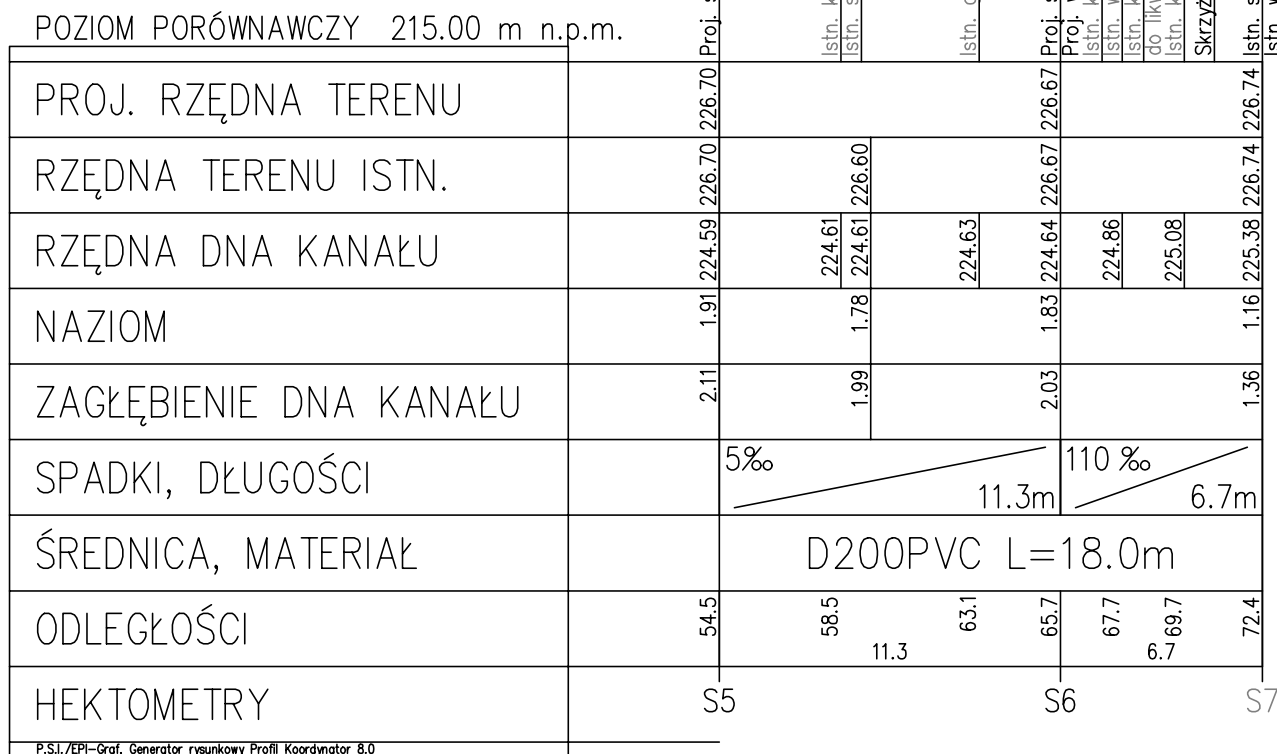 POZIOM PORÓWNAWCZY 215.00 m n.p.m.
Proj. Istn. Istn. Istn. Proj. Proj. Istn. Istn. Istn. do Istn. Istn. Istn.
PROJ. RZĘDNA TERENU 226.70 226.67 226.74
RZĘDNA TERENU ISTN. 226.70 226.60 226.67 226.74
RZĘDNA DNA KANAŁU 224.59 224.61 224.61 224.63 224.64 224.86 225.08 225.38
NAZIOM 1.91 1.78 1.83 1.16
ZAGŁĘBIENIE DNA KANAŁU 2.11 1.99 2.03 1.36
SPADKI, DŁUGOŚCI 5‰ 11.3m 110 ‰ 6.7m
ŚREDNICA, MATERIAŁ D200PVC L=18.0m
ODLEGŁOŚCI 54.5 58.5 63.1 65.7 67.7 69.7 72.4
11.3 6.7
HEKTOMETRY S5 S6 S7
P.S.I./EPI-Graf. Generator rysunkowy Profil Koordynator 8.0